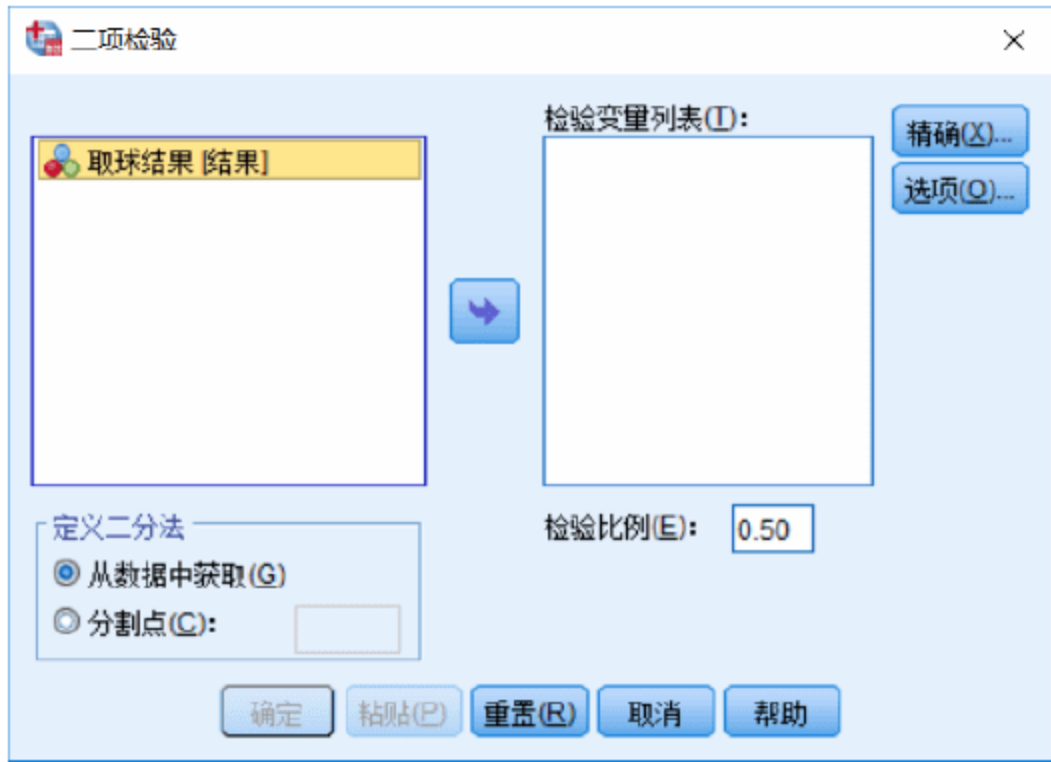 二项检验
检验变量列表(T):
精确(X)...
取球结果 [结果]
选项(O)...
定义二分法
检验比例(E): 0.50
从数据中获取(G)
分割点(C):
确定 粘贴(P) 重置(R) 取消 帮助